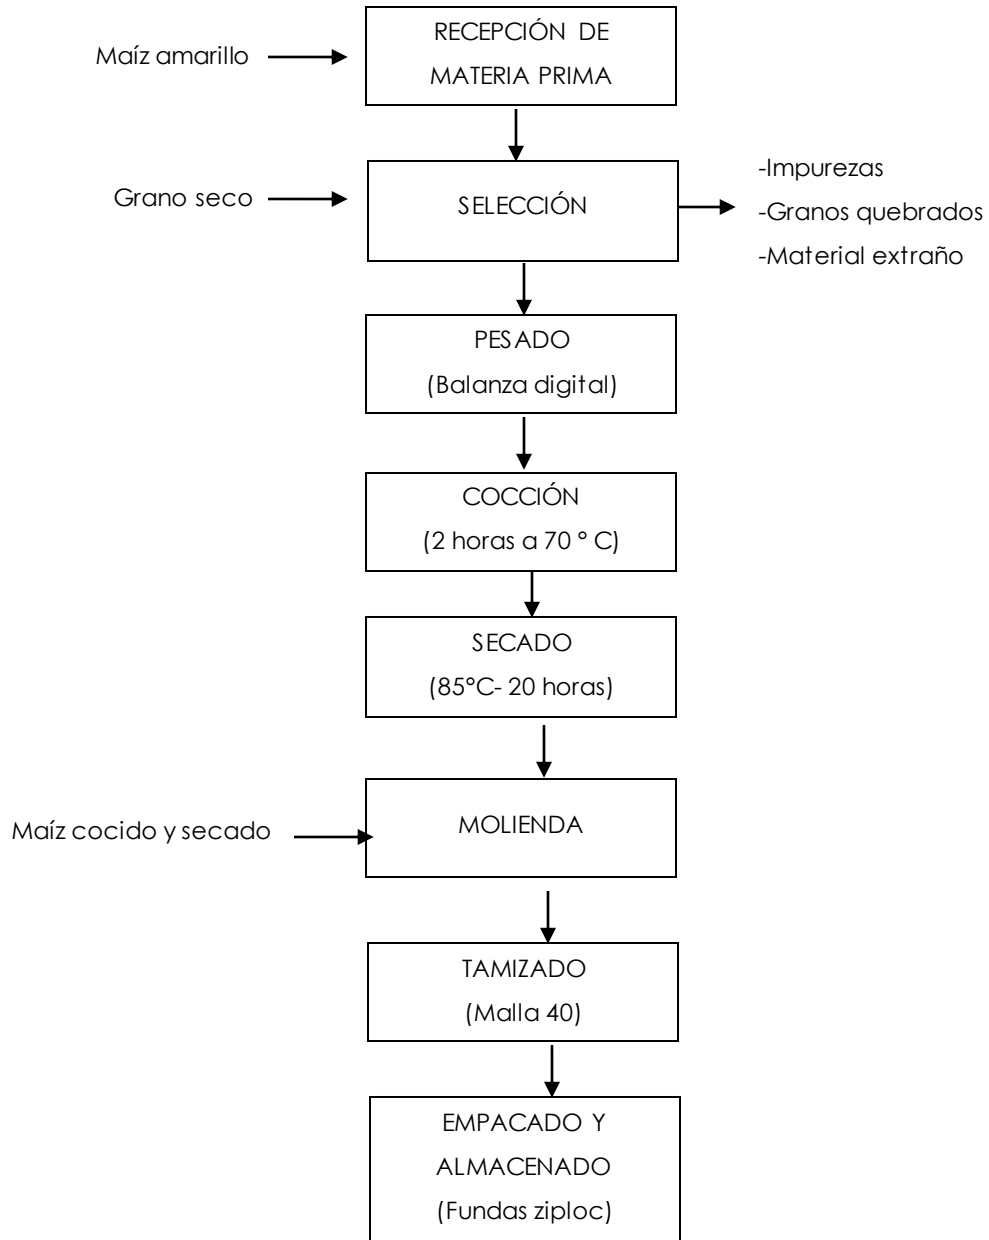 RECEPCIÓN DE
MATERIA PRIMA
Maíz amarillo
Grano seco
SELECCIÓN
-Impurezas
-Granos quebrados
-Material extraño
PESADO
(Balanza digital)
COCCIÓN
(2 horas a 70 ° C)
SECADO
(85°C- 20 horas)
Maíz cocido y secado
MOLIENDA
TAMIZADO
(Malla 40)
EMPACADO Y
ALMACENADO
(Fundas ziploc)